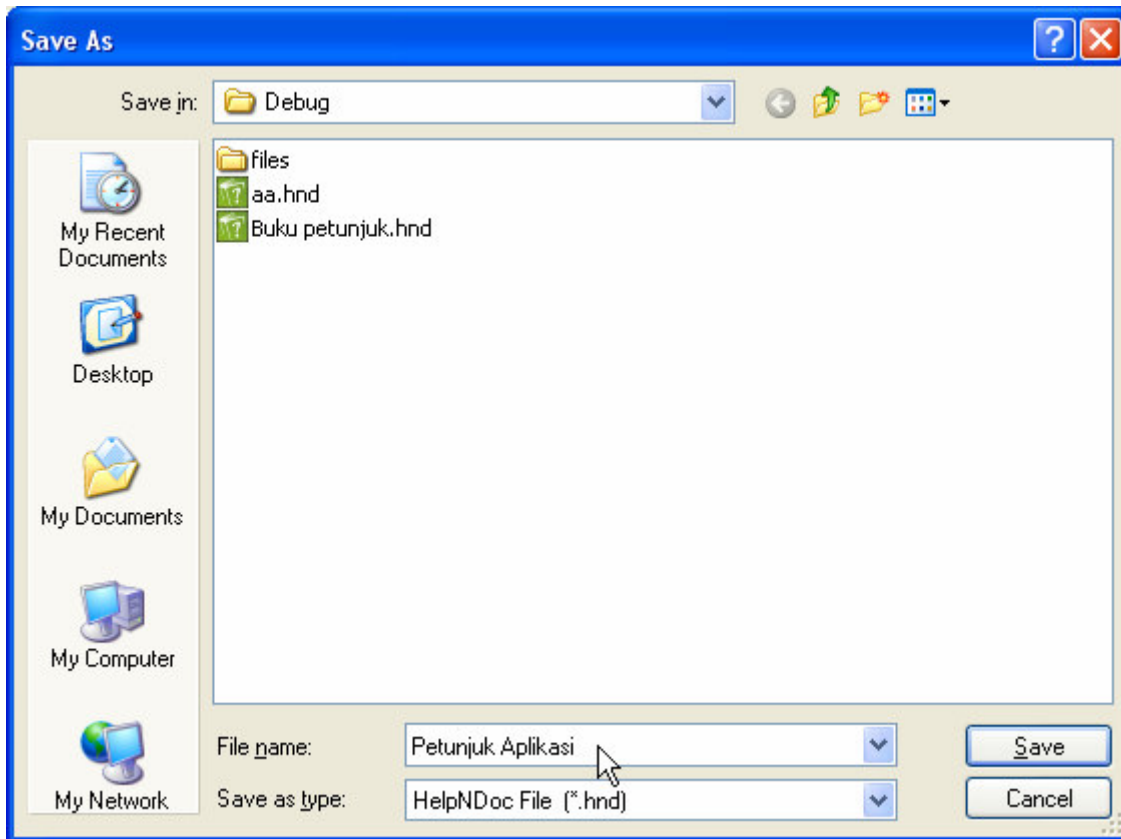 Save As
Save in: Debug
files
aa.hnd
Buku petunjuk.hnd
My Recent
Documents
Desktop
My Documents
My Computer
My Network
File name: Petunjuk Aplikasi Save
Save as type: HelpNDoc File (*.hnd) Cancel